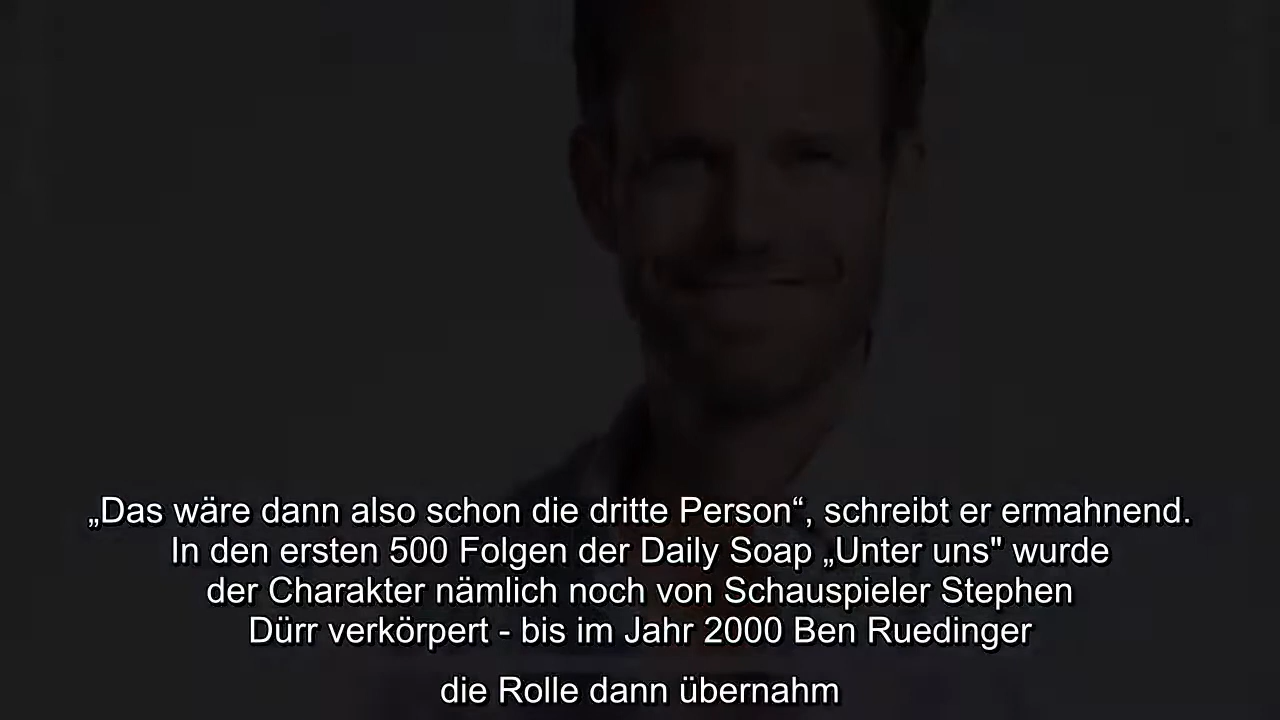 „Das wäre dann also schon die dritte Person“, schreibt er ermahnend.
In den ersten 500 Folgen der Daily Soap „Unter uns" wurde
der Charakter nämlich noch von Schauspieler Stephen
Dürr verkörpert - bis im Jahr 2000 Ben Ruedinger
die Rolle dann übernahm